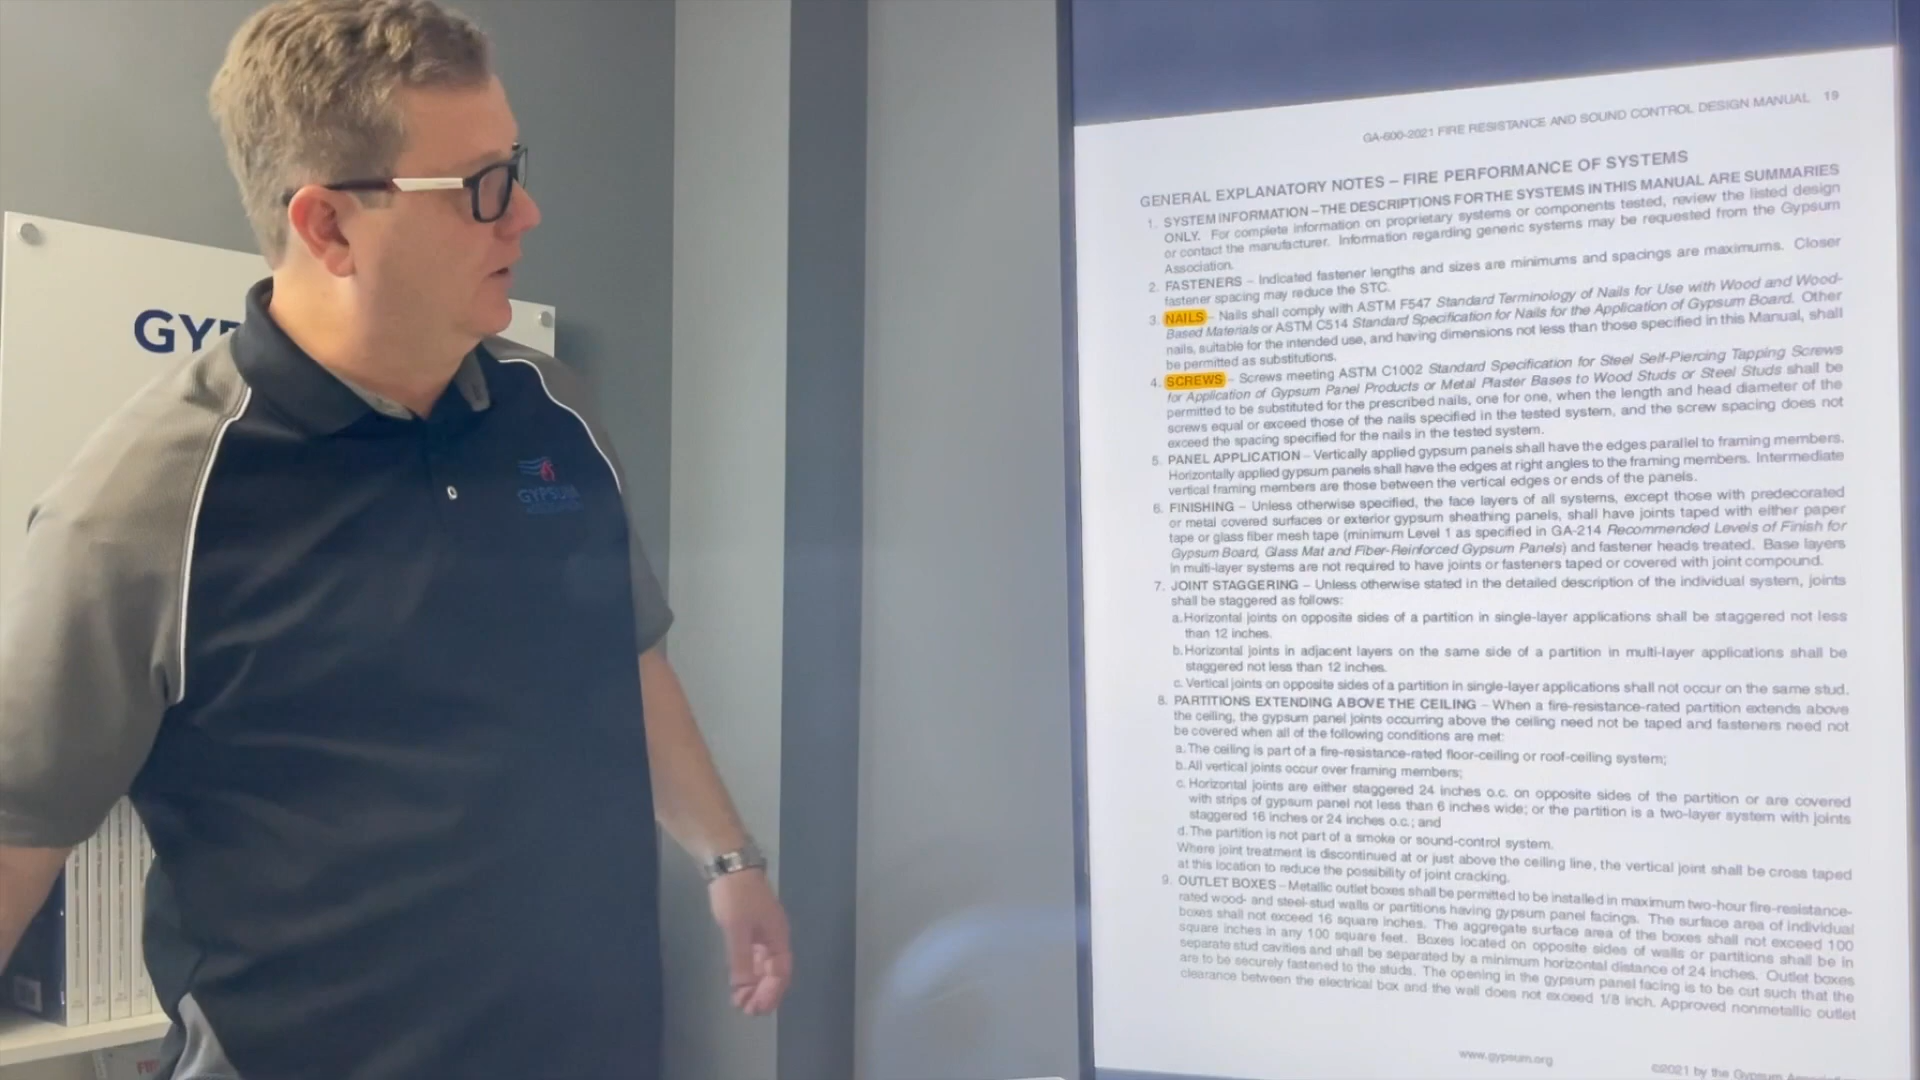 GYP
GYPSUM
ASSOCIATION
GA-600-2021 FIRE RESISTANCE AND SOUND CONTROL DESIGN MANUAL 19
GENERAL EXPLANATORY NOTES – FIRE PERFORMANCE OF SYSTEMS
1. SYSTEM INFORMATION – THE DESCRIPTIONS FOR THE SYSTEMS IN THIS MANUAL ARE SUMMARIES
ONLY. For complete information on proprietary systems or components tested, review the listed design
or contact the manufacturer. Information regarding generic systems may be requested from the Gypsum
Association.
2. FASTENERS – Indicated fastener lengths and sizes are minimums and spacings are maximums. Closer
fastener spacing may reduce the STC.
3. NAILS – Nails shall comply with ASTM F547 Standard Terminology of Nails for Use with Wood and Wood-
Based Materials or ASTM C514 Standard Specification for Nails for the Application of Gypsum Board. Other
nails, suitable for the intended use, and having dimensions not less than those specified in this Manual, shall
be permitted as substitutions.
4. SCREWS – Screws meeting ASTM C1002 Standard Specification for Steel Self-Piercing Tapping Screws
for Application of Gypsum Panel Products or Metal Plaster Bases to Wood Studs or Steel Studs shall be
permitted to be substituted for the prescribed nails, one for one, when the length and head diameter of the
screws equal or exceed those of the nails specified in the tested system, and the screw spacing does not
exceed the spacing specified for the nails in the tested system.
5. PANEL APPLICATION – Vertically applied gypsum panels shall have the edges parallel to framing members.
Horizontally applied gypsum panels shall have the edges at right angles to the framing members. Intermediate
vertical framing members are those between the vertical edges or ends of the panels.
6. FINISHING – Unless otherwise specified, the face layers of all systems, except those with predecorated
or metal covered surfaces or exterior gypsum sheathing panels, shall have joints taped with either paper
tape or glass fiber mesh tape (minimum Level 1 as specified in GA-214 Recommended Levels of Finish for
Gypsum Board, Glass Mat and Fiber-Reinforced Gypsum Panels) and fastener heads treated. Base layers
in multi-layer systems are not required to have joints or fasteners taped or covered with joint compound.
7. JOINT STAGGERING – Unless otherwise stated in the detailed description of the individual system, joints
shall be staggered as follows:
a. Horizontal joints on opposite sides of a partition in single-layer applications shall be staggered not less
than 12 inches.
b. Horizontal joints in adjacent layers on the same side of a partition in multi-layer applications shall be
staggered not less than 12 inches.
c. Vertical joints on opposite sides of a partition in single-layer applications shall not occur on the same stud.
8. PARTITIONS EXTENDING ABOVE THE CEILING – When a fire-resistance-rated partition extends above
the ceiling, the gypsum panel joints occurring above the ceiling need not be taped and fasteners need not
be covered when all of the following conditions are met:
a. The ceiling is part of a fire-resistance-rated floor-ceiling or roof-ceiling system;
b. All vertical joints occur over framing members;
c. Horizontal joints are either staggered 24 inches o.c. on opposite sides of the partition or are covered
with strips of gypsum panel not less than 6 inches wide; or the partition is a two-layer system with joints
staggered 16 inches or 24 inches o.c.; and
d. The partition is not part of a smoke or sound-control system.
Where joint treatment is discontinued at or just above the ceiling line, the vertical joint shall be cross taped
at this location to reduce the possibility of joint cracking.
9. OUTLET BOXES – Metallic outlet boxes shall be permitted to be installed in maximum two-hour fire-resistance-
rated wood- and steel-stud walls or partitions having gypsum panel facings. The surface area of individual
boxes shall not exceed 16 square inches. The aggregate surface area of the boxes shall not exceed 100
square inches in any 100 square feet. Boxes located on opposite sides of walls or partitions shall be in
separate stud cavities and shall be separated by a minimum horizontal distance of 24 inches. Outlet boxes
are to be securely fastened to the studs. The opening in the gypsum panel facing is to be cut such that the
clearance between the electrical box and the wall does not exceed 1/8 inch. Approved nonmetallic outlet
www.gypsum.org
©2021 by the Gypsum Associatio